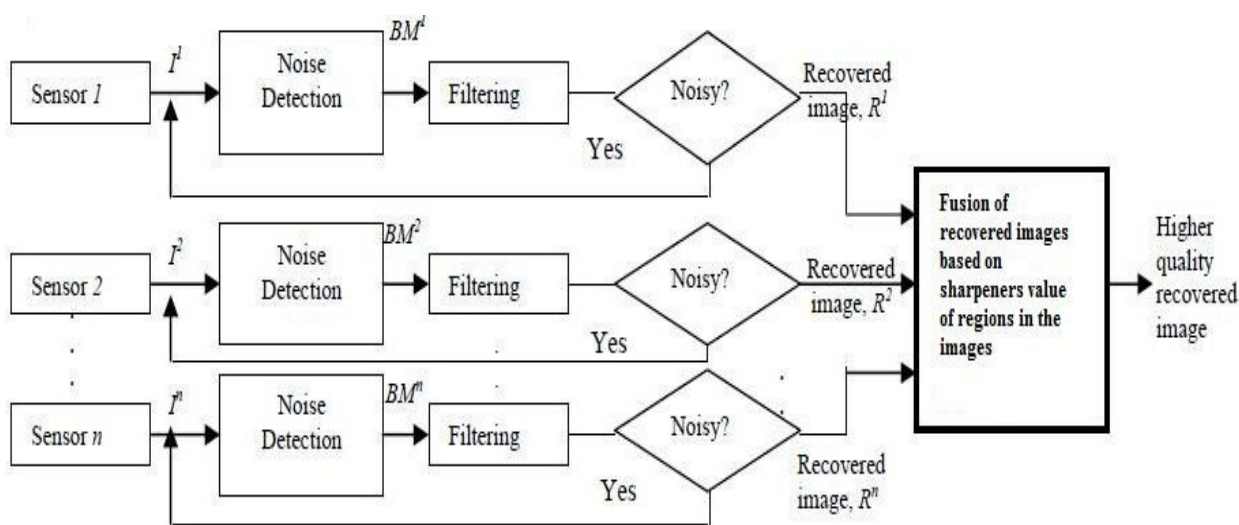 Sensor 1
I¹
Noise
Detection
BM¹
Filtering
Noisy?
Yes
Recovered
image, R¹
Sensor 2
I²
Noise
Detection
BM²
Filtering
Noisy?
Yes
Recovered
image, R²
Sensor n
Iⁿ
Noise
Detection
BMⁿ
Filtering
Noisy?
Yes
Recovered
image, Rⁿ
Fusion of
recovered images
based on
sharpeners value
of regions in the
images
Higher
quality
recovered
image